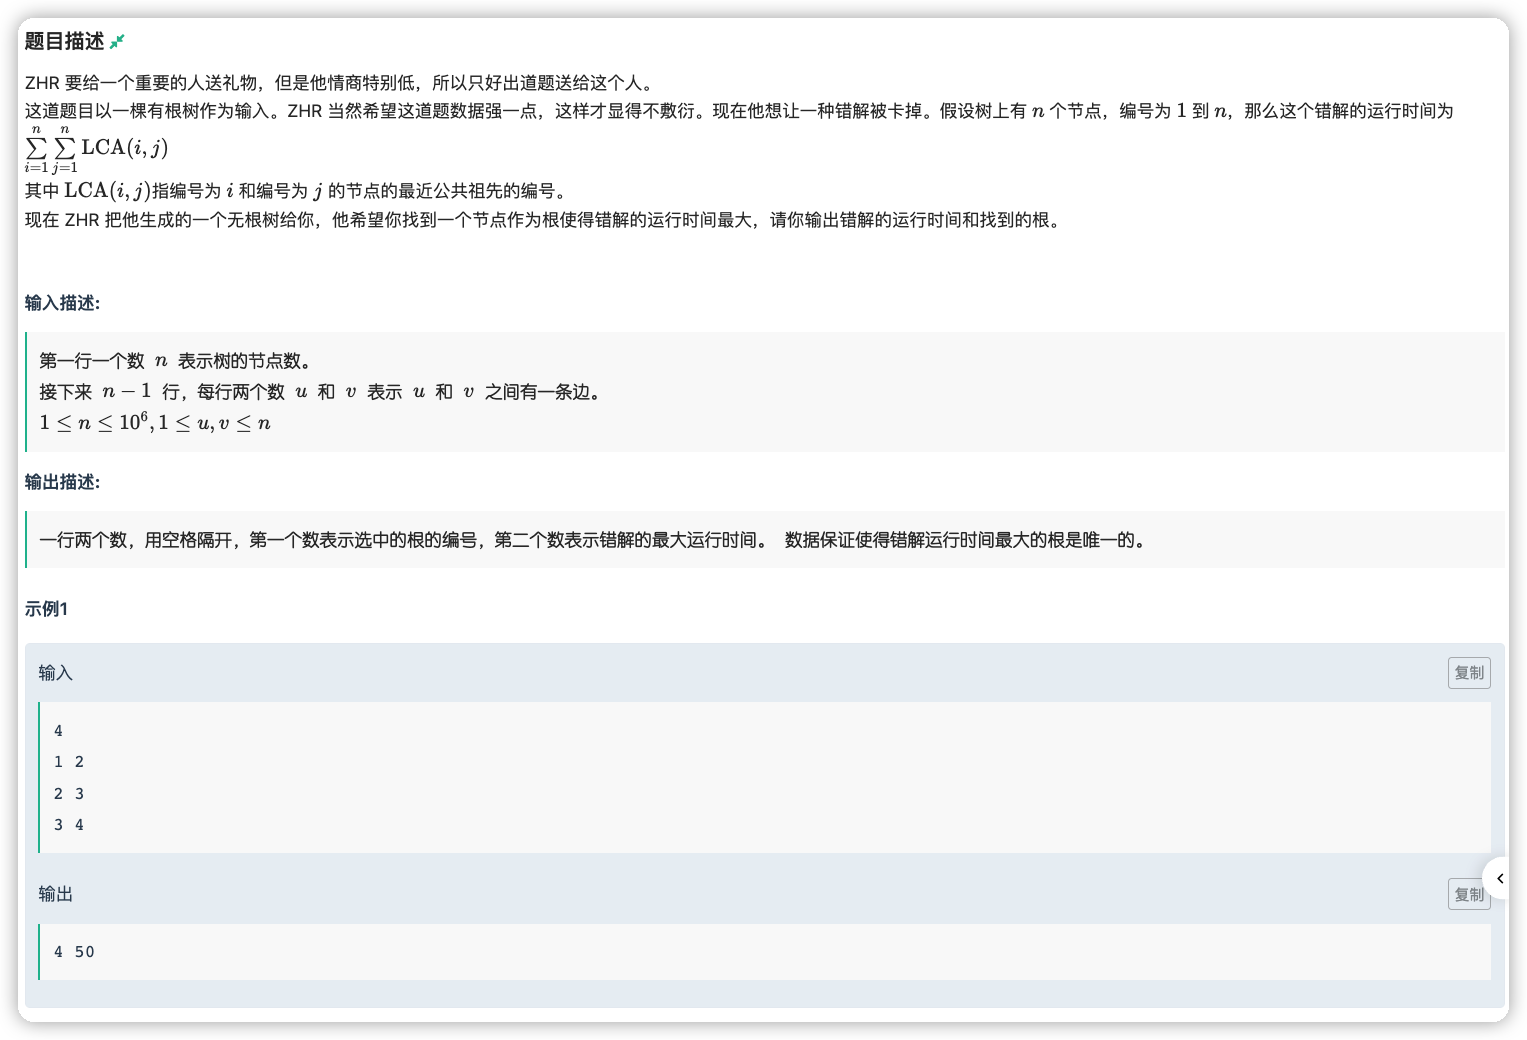 题目描述
ZHR 要给一个重要的人送礼物，但是他情商特别低，所以只好出道题送给这个人。
这道题目以一棵有根树作为输入。ZHR 当然希望这道题数据强一点，这样才显得不敷衍。现在他想让一种错解被卡掉。假设树上有 n 个节点，编号为 1 到 n，那么这个错解的运行时间为
\sum_{i=1}^{n} \sum_{j=1}^{n} LCA(i, j)
其中 LCA(i, j)指编号为 i 和编号为 j 的节点的最近公共祖先的编号。
现在 ZHR 把他生成的一个无根树给你，他希望你找到一个节点作为根使得错解的运行时间最大，请你输出错解的运行时间和找到的根。
输入描述:
第一行一个数 n 表示树的节点数。
接下来 n − 1 行，每行两个数 u 和 v 表示 u 和 v 之间有一条边。
1 ≤ n ≤ 10^6, 1 ≤ u, v ≤ n
输出描述:
一行两个数，用空格隔开，第一个数表示选中的根的编号，第二个数表示错解的最大运行时间。 数据保证使得错解运行时间最大的根是唯一的。
示例1
输入
复制
4
1 2
2 3
3 4
输出
复制
4 50